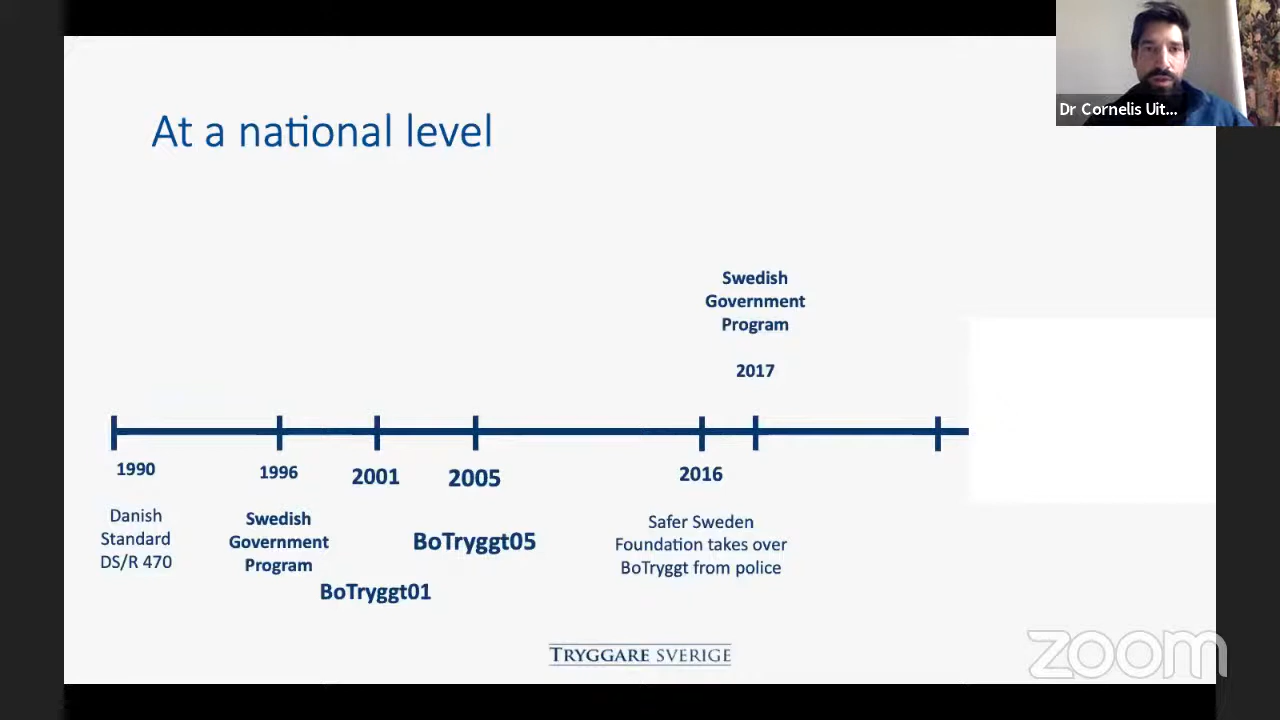 Dr Cornelis Uit...
At a national level
Swedish
Government
Program
2017
1990
1996
2001
2005
2016
Danish
Standard
DS/R 470
Swedish
Government
Program
BoTryggt01
BoTryggt05
Safer Sweden
Foundation takes over
BoTryggt from police
TRYGGARE SVERIGE
zoom